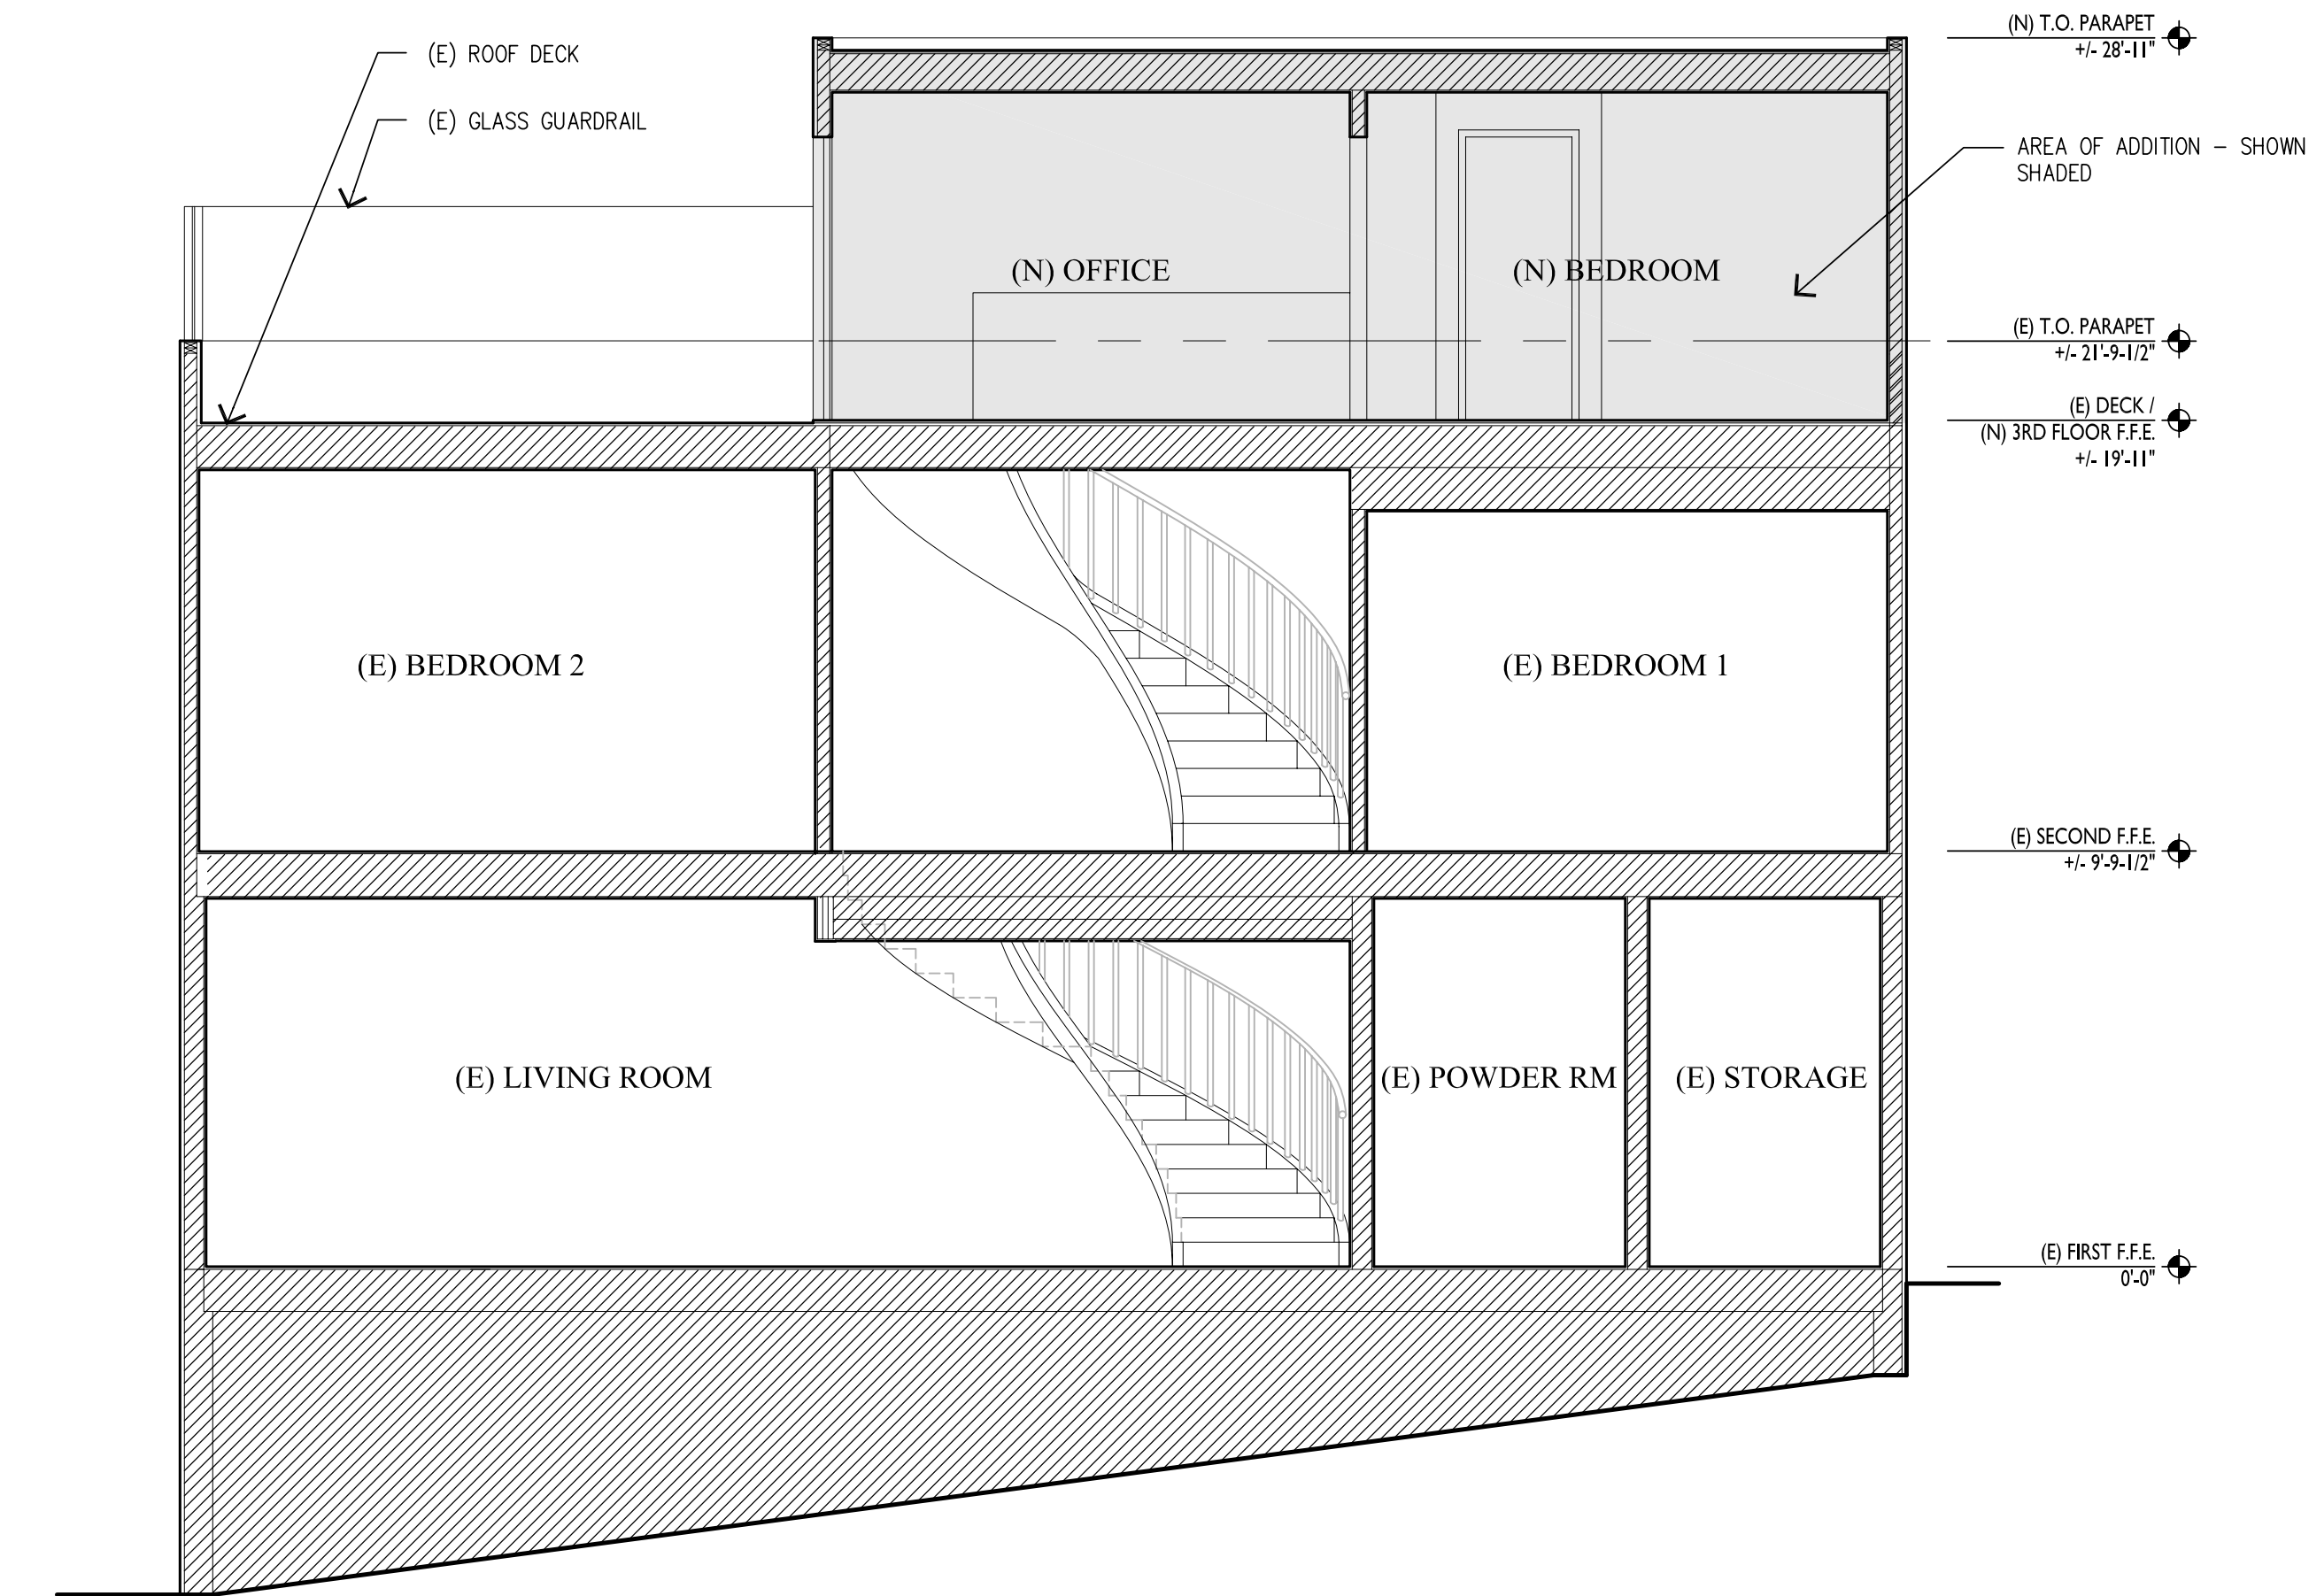 (E) ROOF DECK
(E) GLASS GUARDRAIL
(N) T.O. PARAPET
+/- 28'-11"
AREA OF ADDITION – SHOWN
SHADED
(N) OFFICE
(N) BEDROOM
(E) T.O. PARAPET
+/- 21'-9-1/2"
(E) DECK /
(N) 3RD FLOOR F.F.E.
+/- 19'-11"
(E) BEDROOM 2
(E) BEDROOM 1
(E) SECOND F.F.E.
+/- 9'-9-1/2"
(E) LIVING ROOM
(E) POWDER RM
(E) STORAGE
(E) FIRST F.F.E.
0'-0"